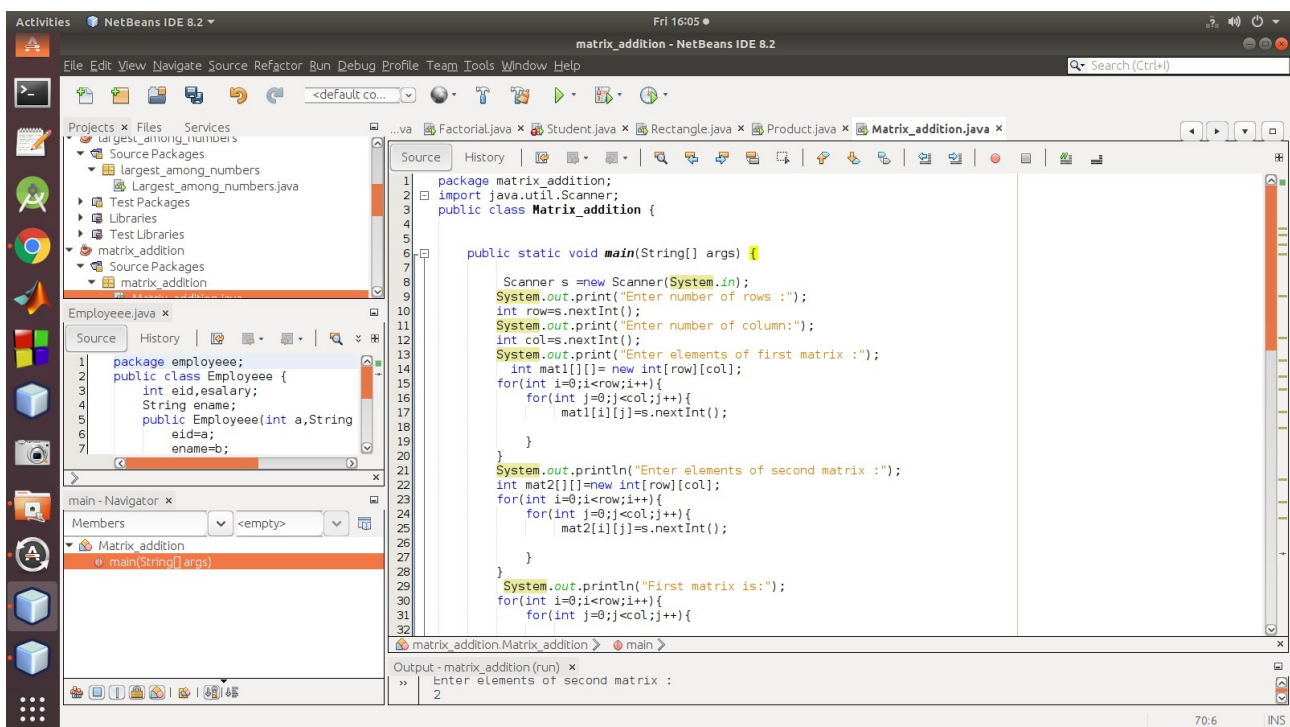 Activities NetBeans IDE 8.2
Fri 16:05
matrix_addition - NetBeans IDE 8.2
File Edit View Navigate Source Refactor Run Debug Profile Team Tools Window Help
Search (Ctrl+I)
<default co...
Projects Files Services
largest_among_numbers
Source Packages
largest_among_numbers
Largest_among_numbers.java
Test Packages
Libraries
Test Libraries
matrix_addition
Source Packages
matrix_addition
Matrix_addition.java
Employeee.java
Source History
1 package employeee;
2 public class Employeee {
3 int eid,esalary;
4 String ename;
5 public Employeee(int a,String
6 eid=a;
7 ename=b;
main - Navigator
Members <empty>
Matrix_addition
main(String[] args)
...va Factorial.java Student.java Rectangle.java Product.java Matrix_addition.java
Source History
1 package matrix_addition;
2 import java.util.Scanner;
3 public class Matrix_addition {
4
5
6 public static void main(String[] args) {
7
8 Scanner s =new Scanner(System.in);
9 System.out.print("Enter number of rows :");
10 int row=s.nextInt();
11 System.out.print("Enter number of column:");
12 int col=s.nextInt();
13 System.out.print("Enter elements of first matrix :");
14 int mat1[][]= new int[row][col];
15 for(int i=0;i<row;i++){
16 for(int j=0;j<col;j++){
17 mat1[i][j]=s.nextInt();
18
19 }
20 }
21 System.out.println("Enter elements of second matrix :");
22 int mat2[][]=new int[row][col];
23 for(int i=0;i<row;i++){
24 for(int j=0;j<col;j++){
25 mat2[i][j]=s.nextInt();
26
27 }
28 }
29 System.out.println("First matrix is:");
30 for(int i=0;i<row;i++){
31 for(int j=0;j<col;j++){
32
matrix_addition.Matrix_addition main
Output - matrix_addition (run)
Enter elements of second matrix :
2
70:6 INS